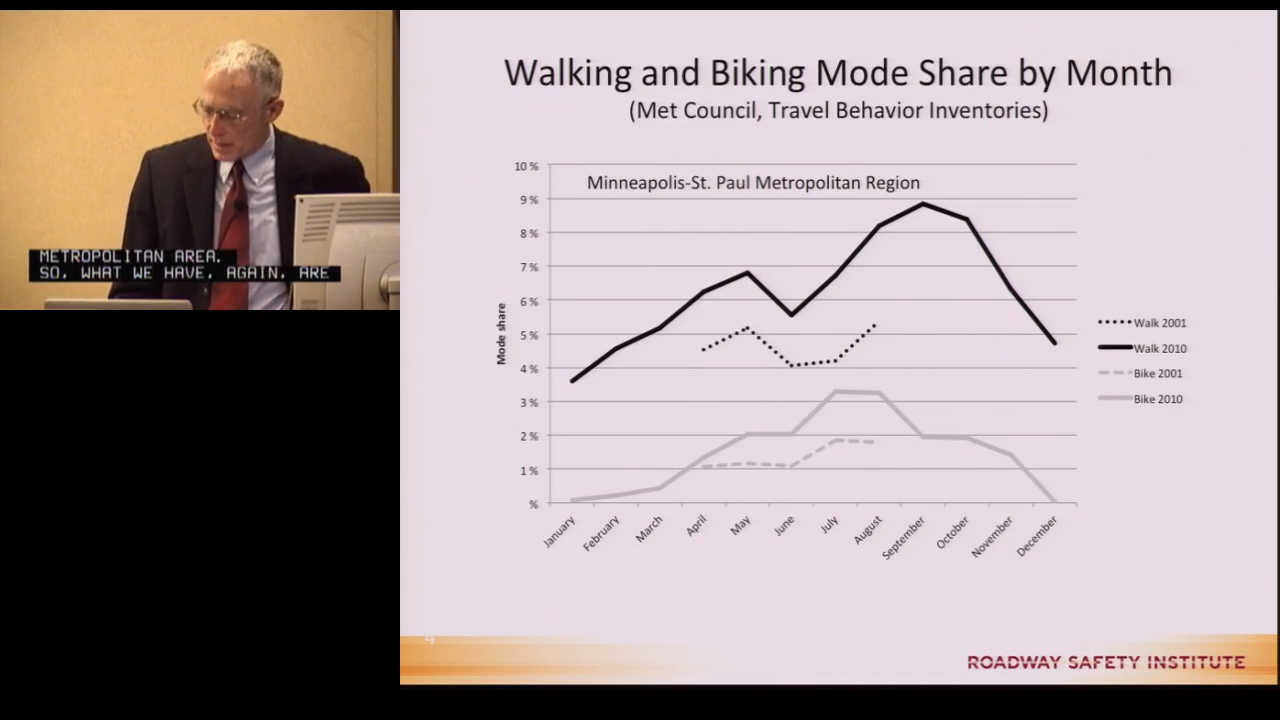 METROPOLITAN AREA.
SO, WHAT WE HAVE, AGAIN, ARE
Walking and Biking Mode Share by Month
(Met Council, Travel Behavior Inventories)
Minneapolis-St. Paul Metropolitan Region
10%
9%
8%
7%
6%
5%
4%
3%
2%
1%
%
Mode share
January
February
March
April
May
June
July
August
September
October
November
December
Walk 2001
Walk 2010
Bike 2001
Bike 2010
4
ROADWAY SAFETY INSTITUTE